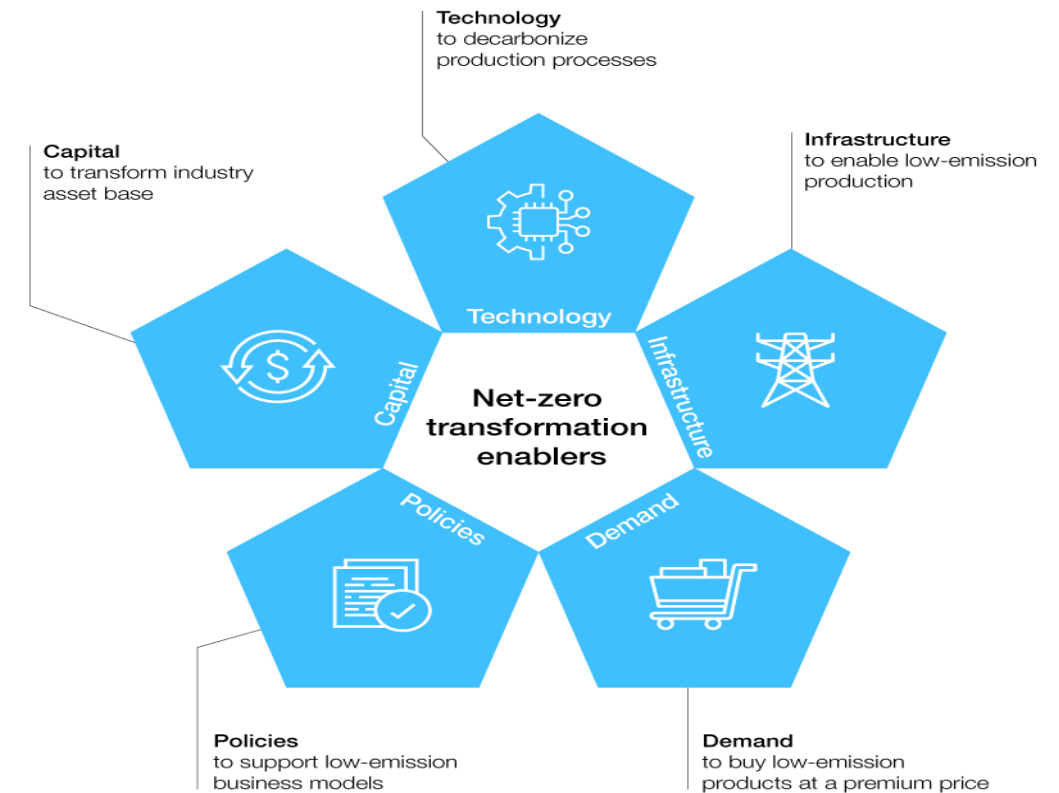 Technology
to decarbonize
production processes
Capital
to transform industry
asset base
Infrastructure
to enable low-emission
production
Technology
Capital
Infrastructure
Net-zero
transformation
enablers
Policies
Demand
$
Policies
to support low-emission
business models
Demand
to buy low-emission
products at a premium price